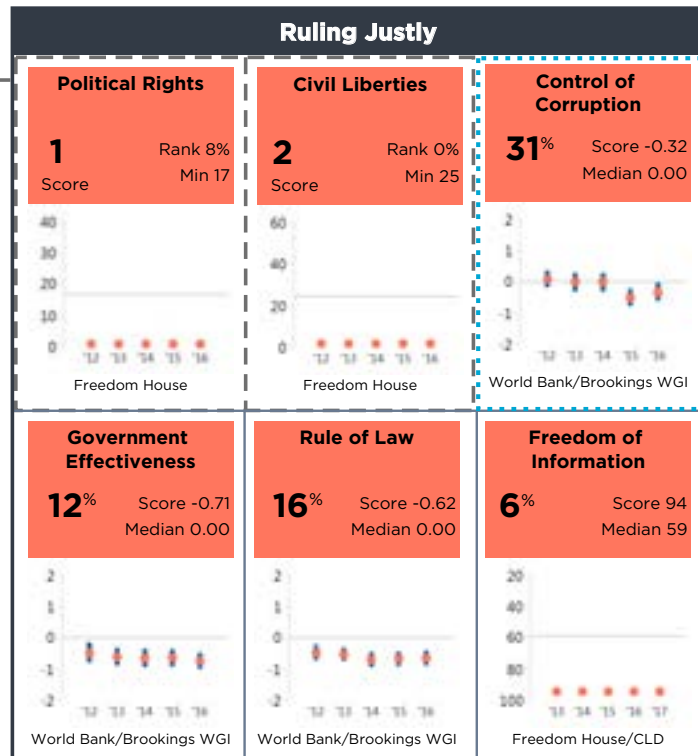 Ruling Justly
Political Rights
1
Score
Rank 8%
Min 17
40
30
20
10
0
'12 '13 '14 '15 '16
Freedom House
Civil Liberties
2
Score
Rank 0%
Min 25
60
40
20
0
'12 '13 '14 '15 '16
Freedom House
Control of
Corruption
31%
Score -0.32
Median 0.00
2
1
0
-1
-2
'12 '13 '14 '15 '16
World Bank/Brookings WGI
Government
Effectiveness
12%
Score -0.71
Median 0.00
2
1
0
-1
-2
'12 '13 '14 '15 '16
World Bank/Brookings WGI
Rule of Law
16%
Score -0.62
Median 0.00
2
1
0
-1
-2
'12 '13 '14 '15 '16
World Bank/Brookings WGI
Freedom of
Information
6%
Score 94
Median 59
20
40
60
80
100
'13 '14 '15 '16 '17
Freedom House/CLD